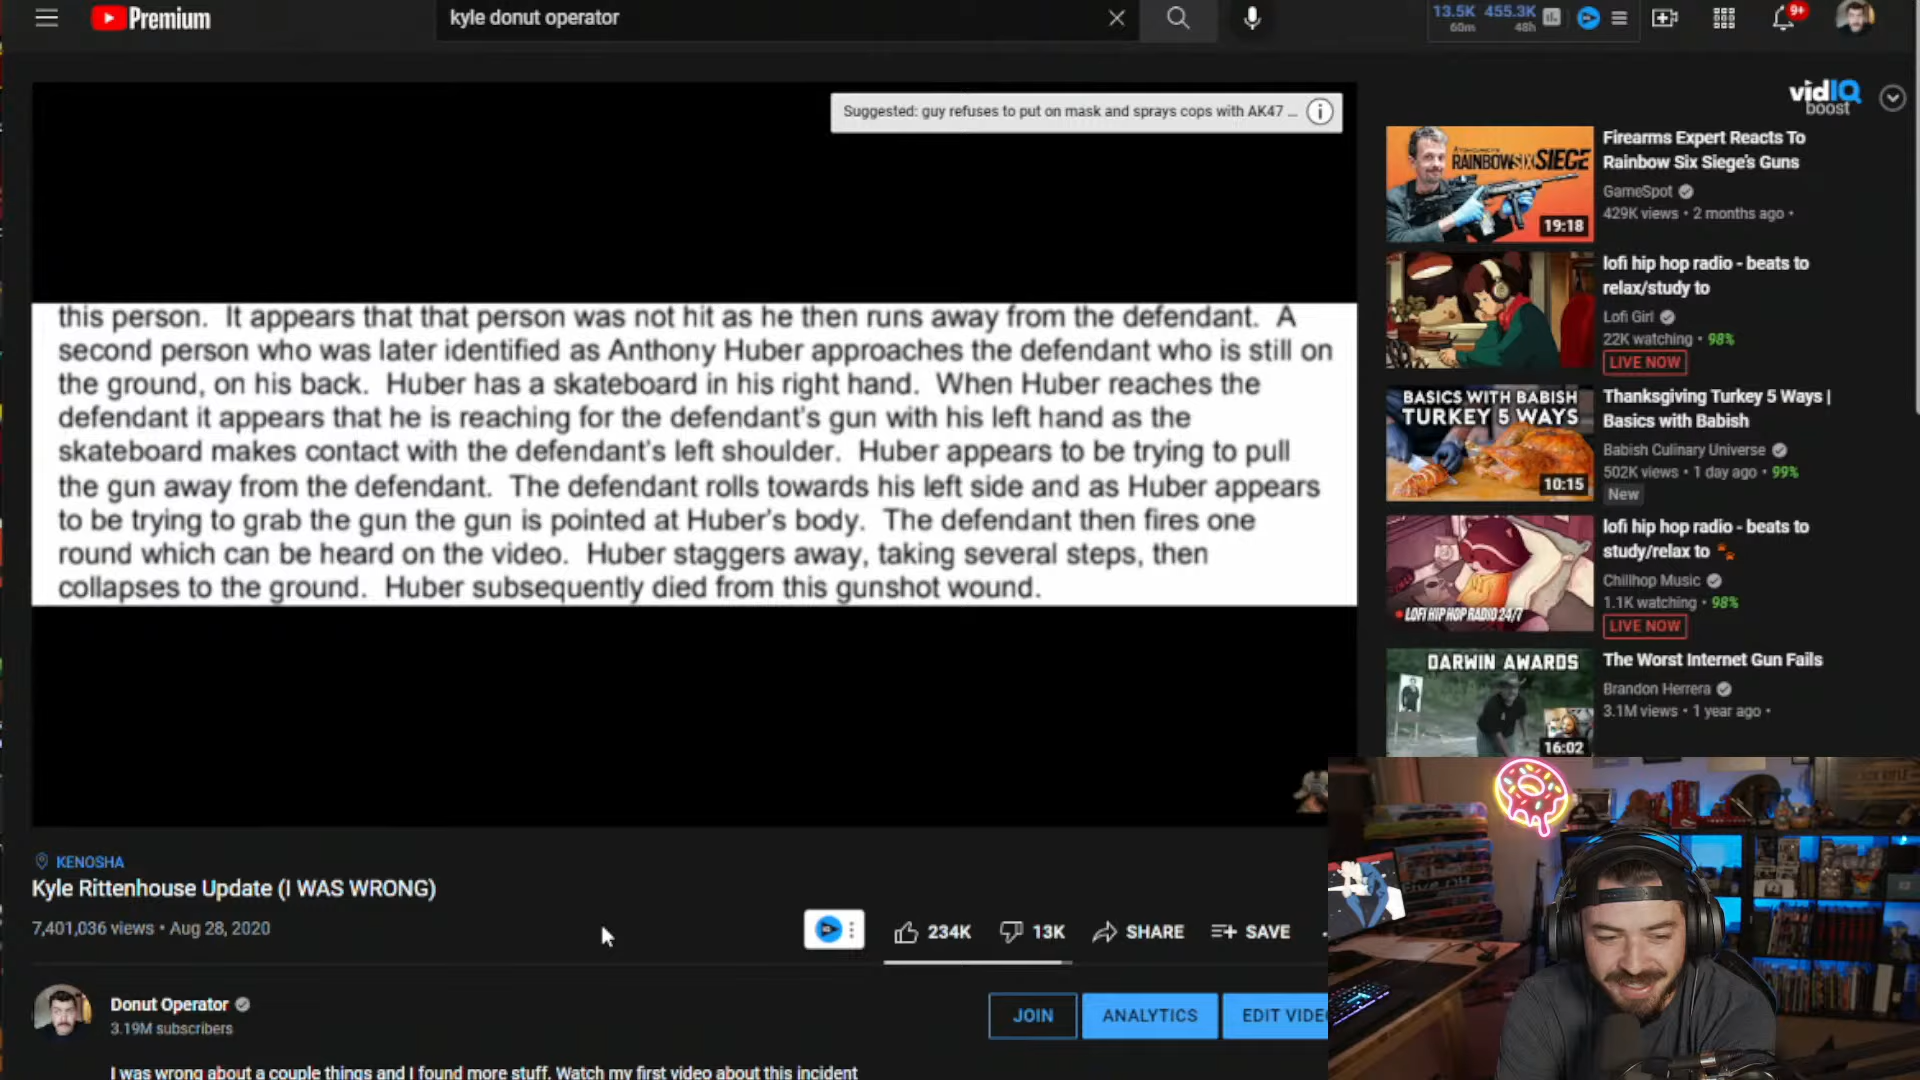 Premium
kyle donut operator
13.5K 455.3K
60m 48h
9+
Suggested: guy refuses to put on mask and sprays cops with AK47 ...
this person. It appears that that person was not hit as he then runs away from the defendant. A
second person who was later identified as Anthony Huber approaches the defendant who is still on
the ground, on his back. Huber has a skateboard in his right hand. When Huber reaches the
defendant it appears that he is reaching for the defendant's gun with his left hand as the
skateboard makes contact with the defendant's left shoulder. Huber appears to be trying to pull
the gun away from the defendant. The defendant rolls towards his left side and as Huber appears
to be trying to grab the gun the gun is pointed at Huber's body. The defendant then fires one
round which can be heard on the video. Huber staggers away, taking several steps, then
collapses to the ground. Huber subsequently died from this gunshot wound.
KENOSHA
Kyle Rittenhouse Update (I WAS WRONG)
7,401,036 views • Aug 28, 2020
234K 13K SHARE SAVE
Donut Operator
3.19M subscribers
JOIN ANALYTICS EDIT VIDEO
I was wrong about a couple things and I found more stuff. Watch my first video about this incident
vidIQ
boost
RAINBOW SIX SIEGE
19:18
Firearms Expert Reacts To
Rainbow Six Siege's Guns
GameSpot
429K views • 2 months ago •
lofi hip hop radio - beats to
relax/study to
Lofi Girl
22K watching • 98%
LIVE NOW
BASICS WITH BABISH
TURKEY 5 WAYS
10:15
Thanksgiving Turkey 5 Ways |
Basics with Babish
Babish Culinary Universe
502K views • 1 day ago • 99%
New
LOFI HIP HOP RADIO 24/7
lofi hip hop radio - beats to
study/relax to
Chillhop Music
1.1K watching • 98%
LIVE NOW
DARWIN AWARDS
16:02
The Worst Internet Gun Fails
Brandon Herrera
3.1M views • 1 year ago •